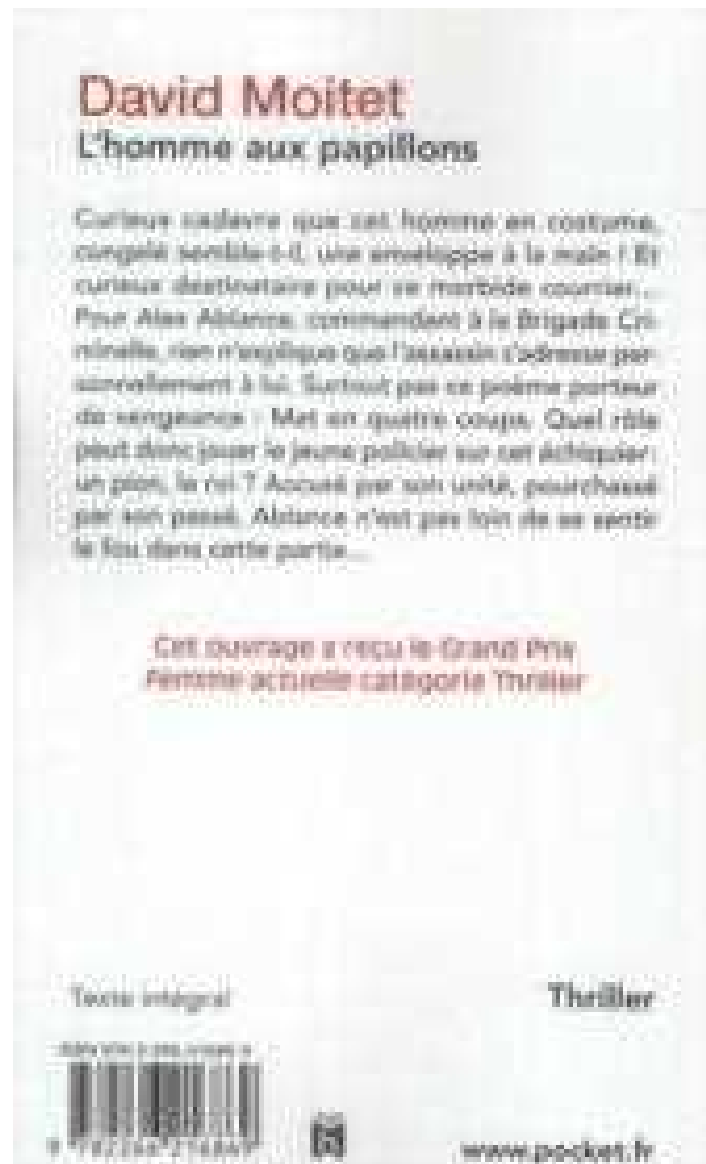 David Moitet
L'homme aux papillons
Curieux cadavre que cet homme en costume,
congelé semble-t-il, une enveloppe à la main ! Et
curieux destinataire pour ce morbide courrier...
Pour Alex Ablance, commandant à la Brigade Cri-
minelle, rien n'explique que l'assassin s'adresse per-
sonnellement à lui. Surtout pas ce poème porteur
de vengeance : Mat en quatre coups. Quel rôle
peut donc jouer le jeune policier sur cet échiquier :
un pion, le roi ? Accusé par son unité, pourchassé
par son passé, Ablance n'est pas loin de se sentir
le fou dans cette partie...
Cet ouvrage a reçu le Grand Prix
Femme actuelle catégorie Thriller
Texte intégral
Thriller
www.pocket.fr